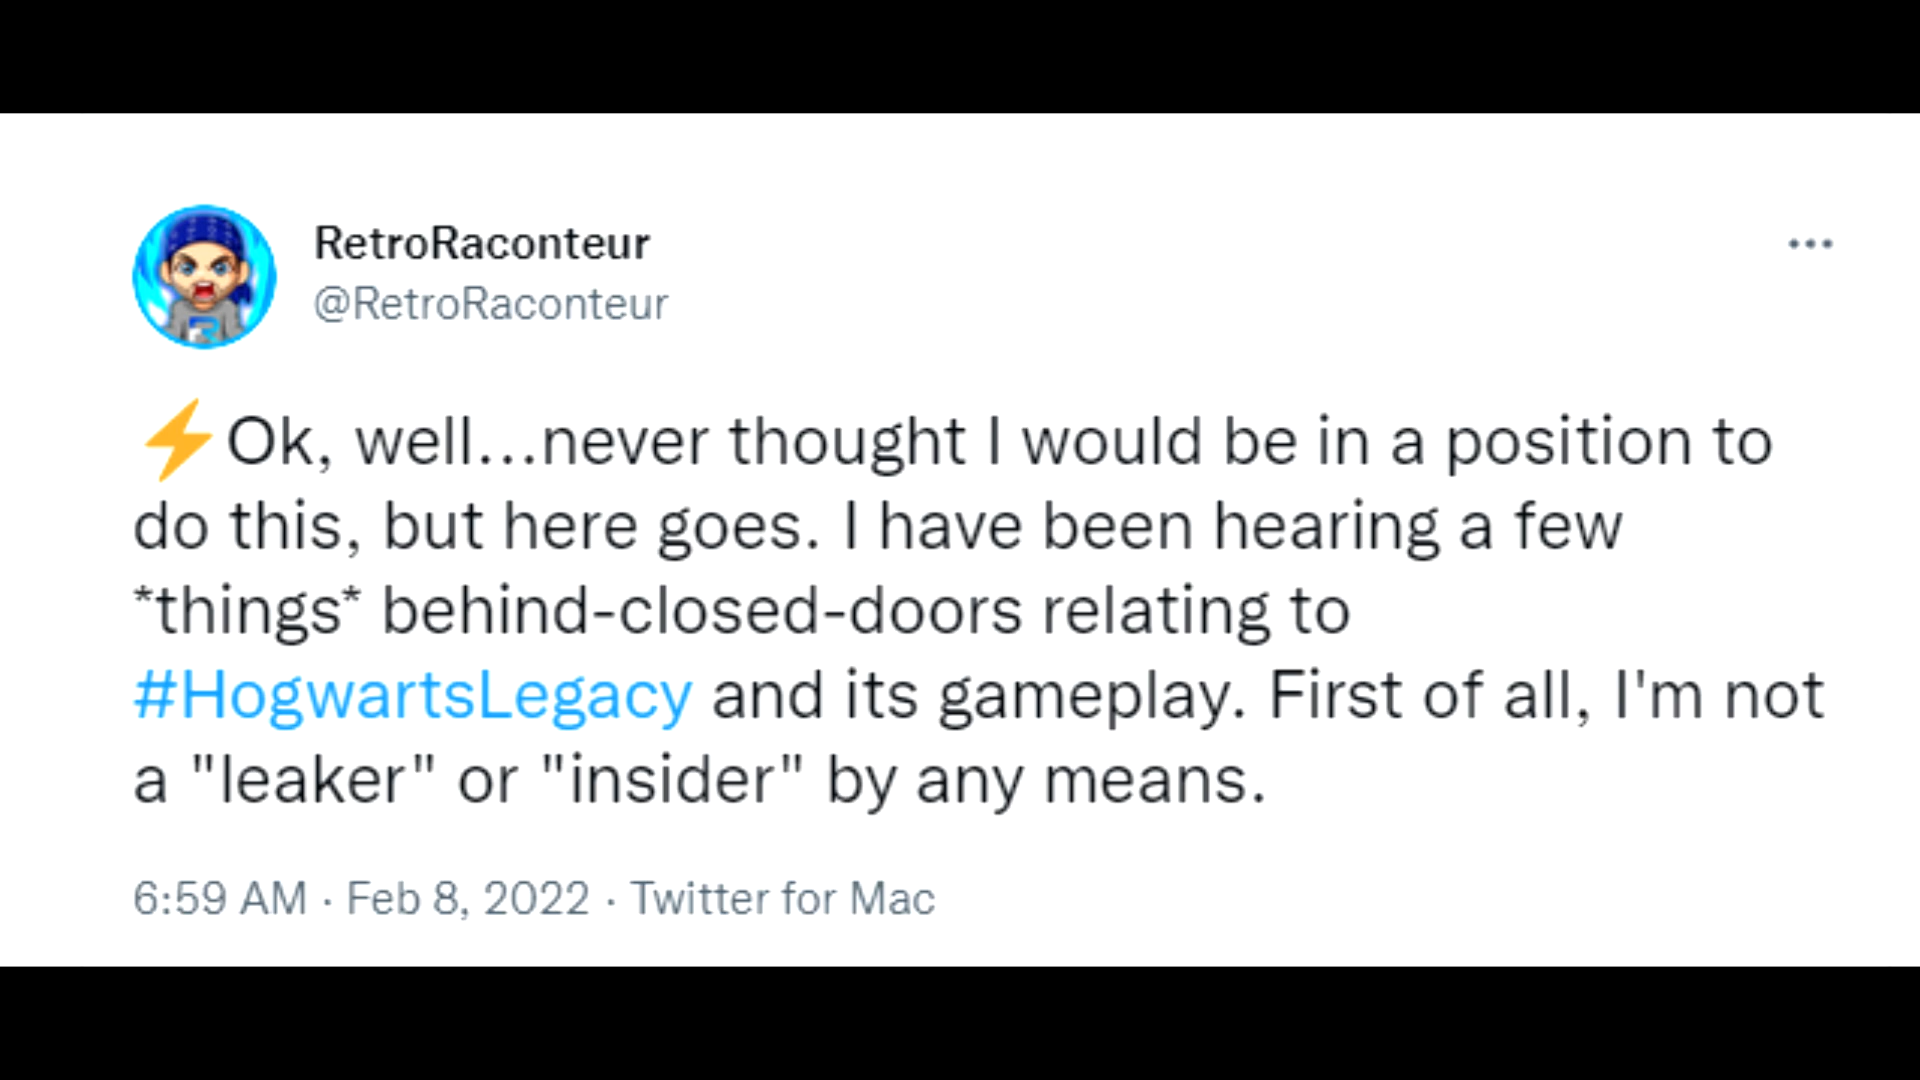 RetroRaconteur
@RetroRaconteur
⚡Ok, well...never thought I would be in a position to
do this, but here goes. I have been hearing a few
*things* behind-closed-doors relating to
#HogwartsLegacy and its gameplay. First of all, I'm not
a "leaker" or "insider" by any means.
6:59 AM · Feb 8, 2022 · Twitter for Mac